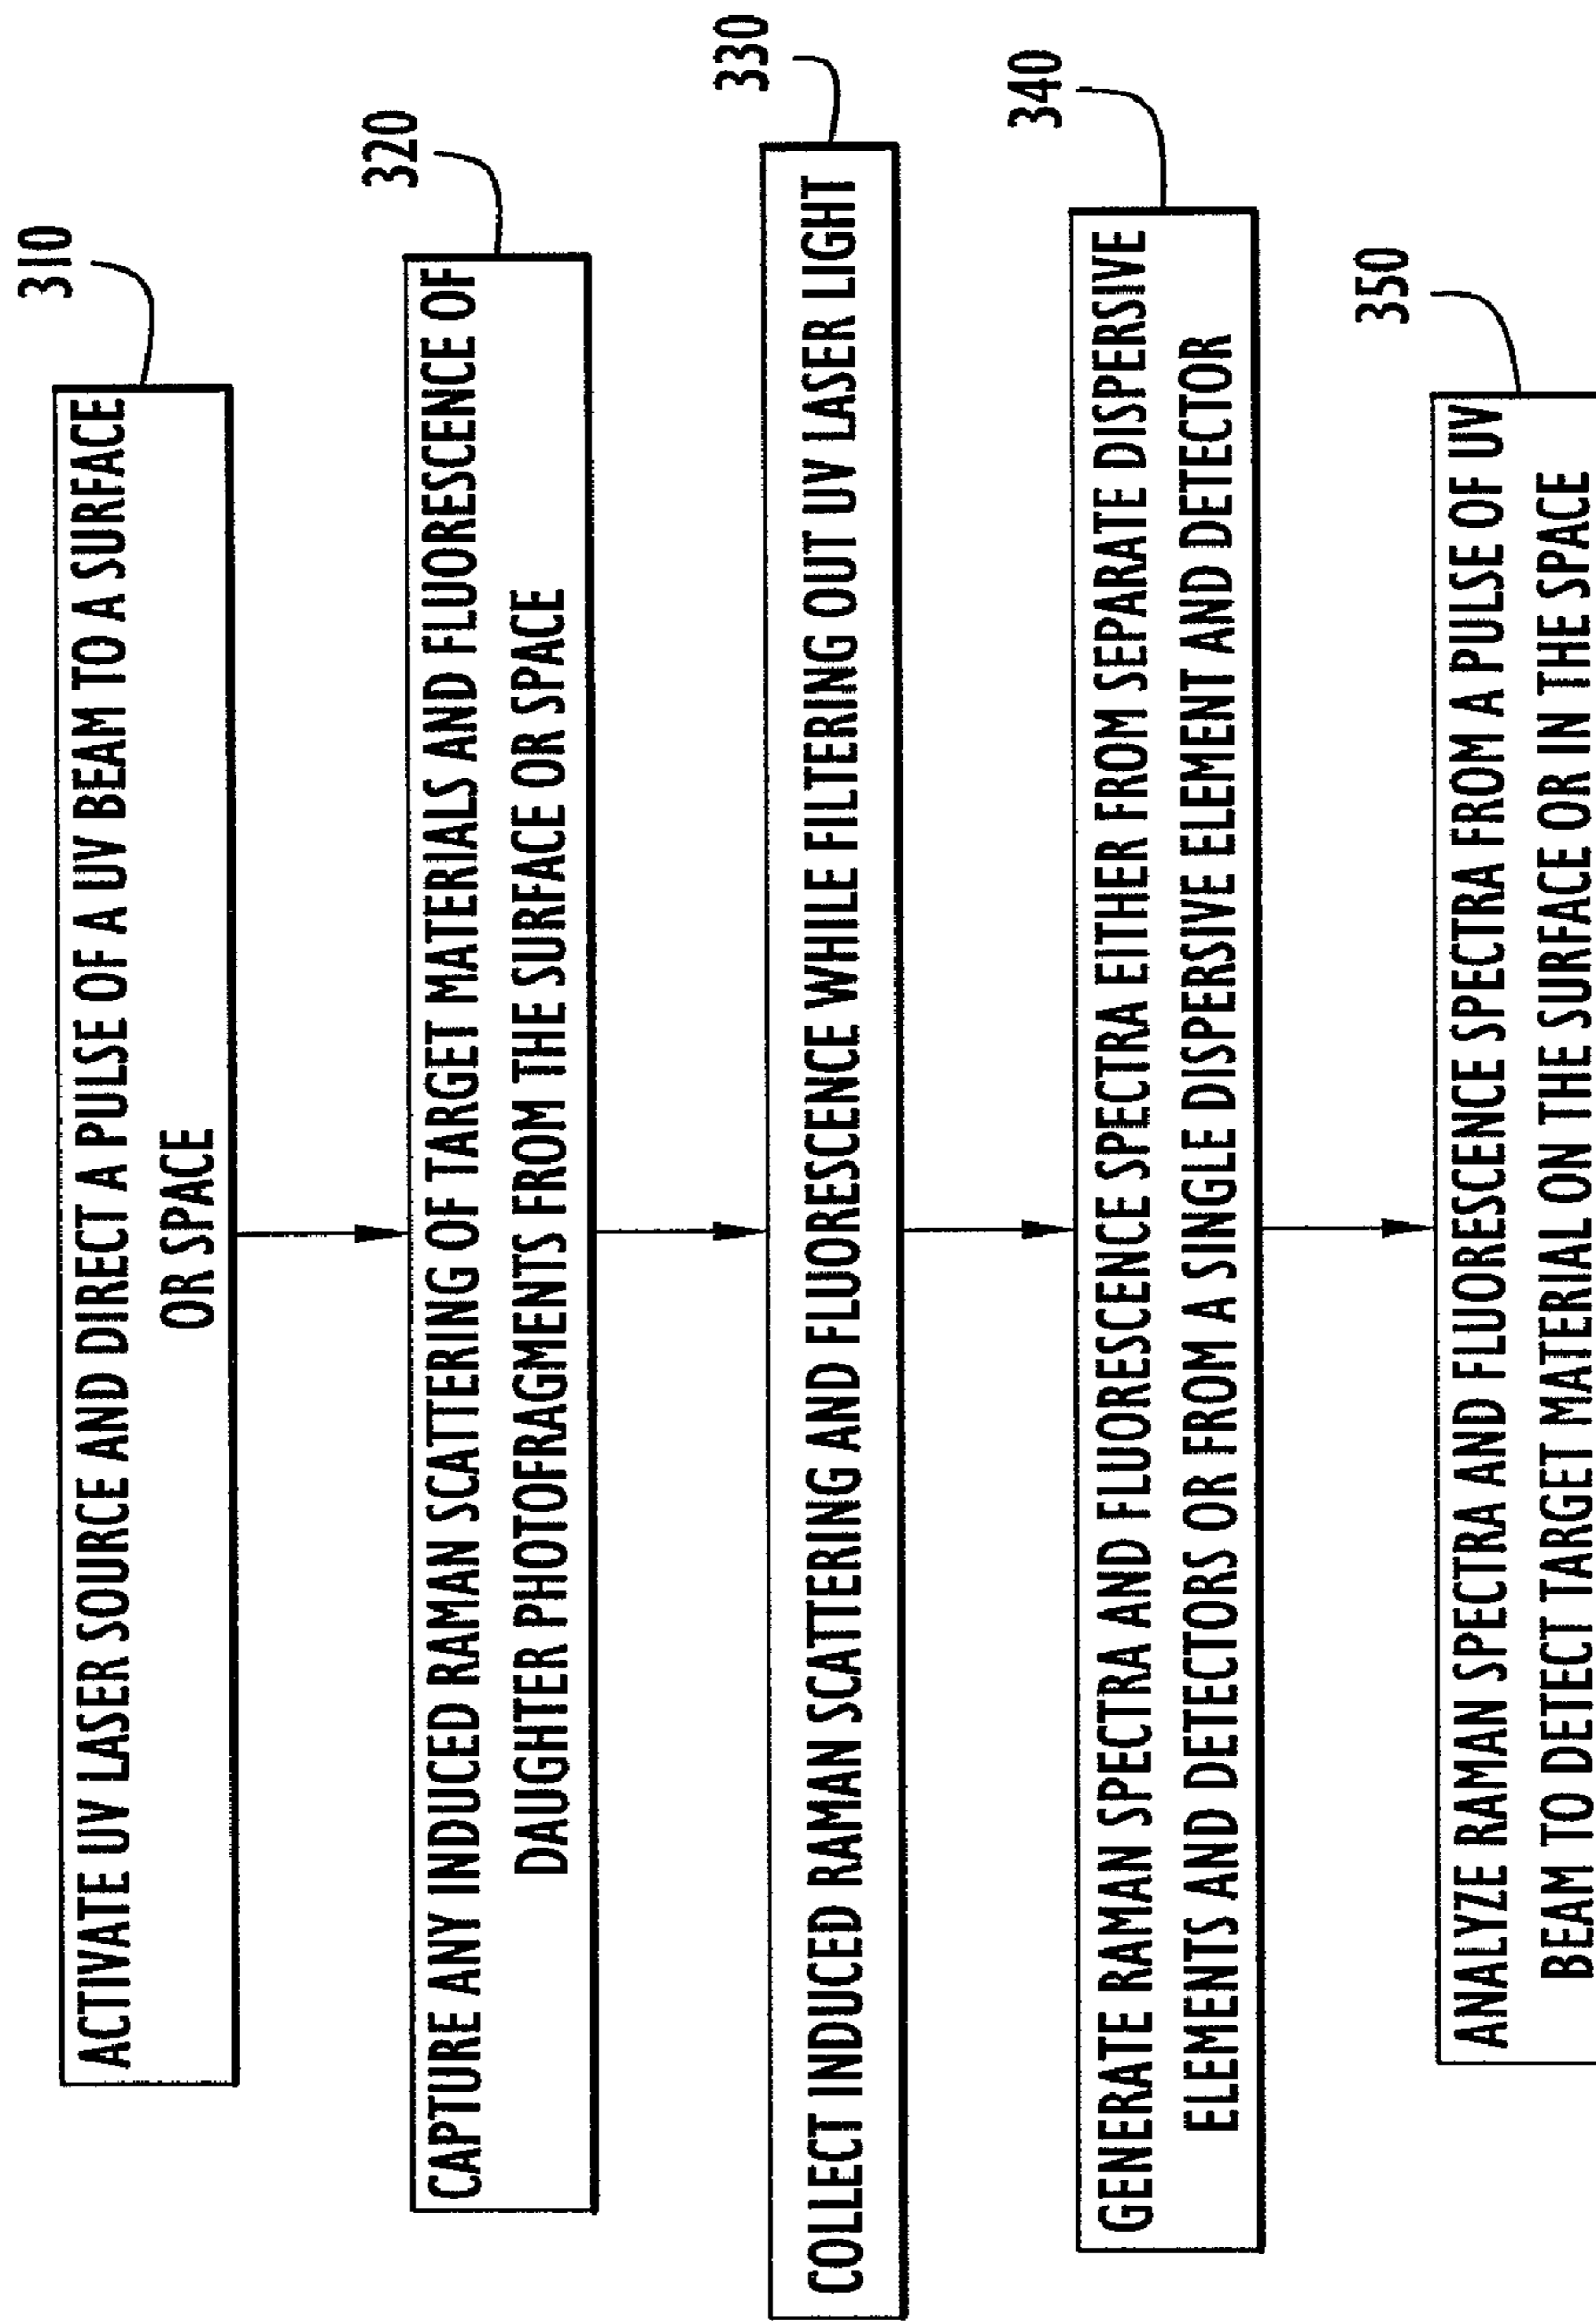 310
ACTIVATE UV LASER SOURCE AND DIRECT A PULSE OF A UV BEAM TO A SURFACE
OR SPACE
320
CAPTURE ANY INDUCED RAMAN SCATTERING OF TARGET MATERIALS AND FLUORESCENCE OF
DAUGHTER PHOTOFRAGMENTS FROM THE SURFACE OR SPACE
330
COLLECT INDUCED RAMAN SCATTERING AND FLUORESCENCE WHILE FILTERING OUT UV LASER LIGHT
340
GENERATE RAMAN SPECTRA AND FLUORESCENCE SPECTRA EITHER FROM SEPARATE DISPERSIVE
ELEMENTS AND DETECTORS OR FROM A SINGLE DISPERSIVE ELEMENT AND DETECTOR
350
ANALYZE RAMAN SPECTRA AND FLUORESCENCE SPECTRA FROM A PULSE OF UV
BEAM TO DETECT TARGET MATERIAL ON THE SURFACE OR IN THE SPACE